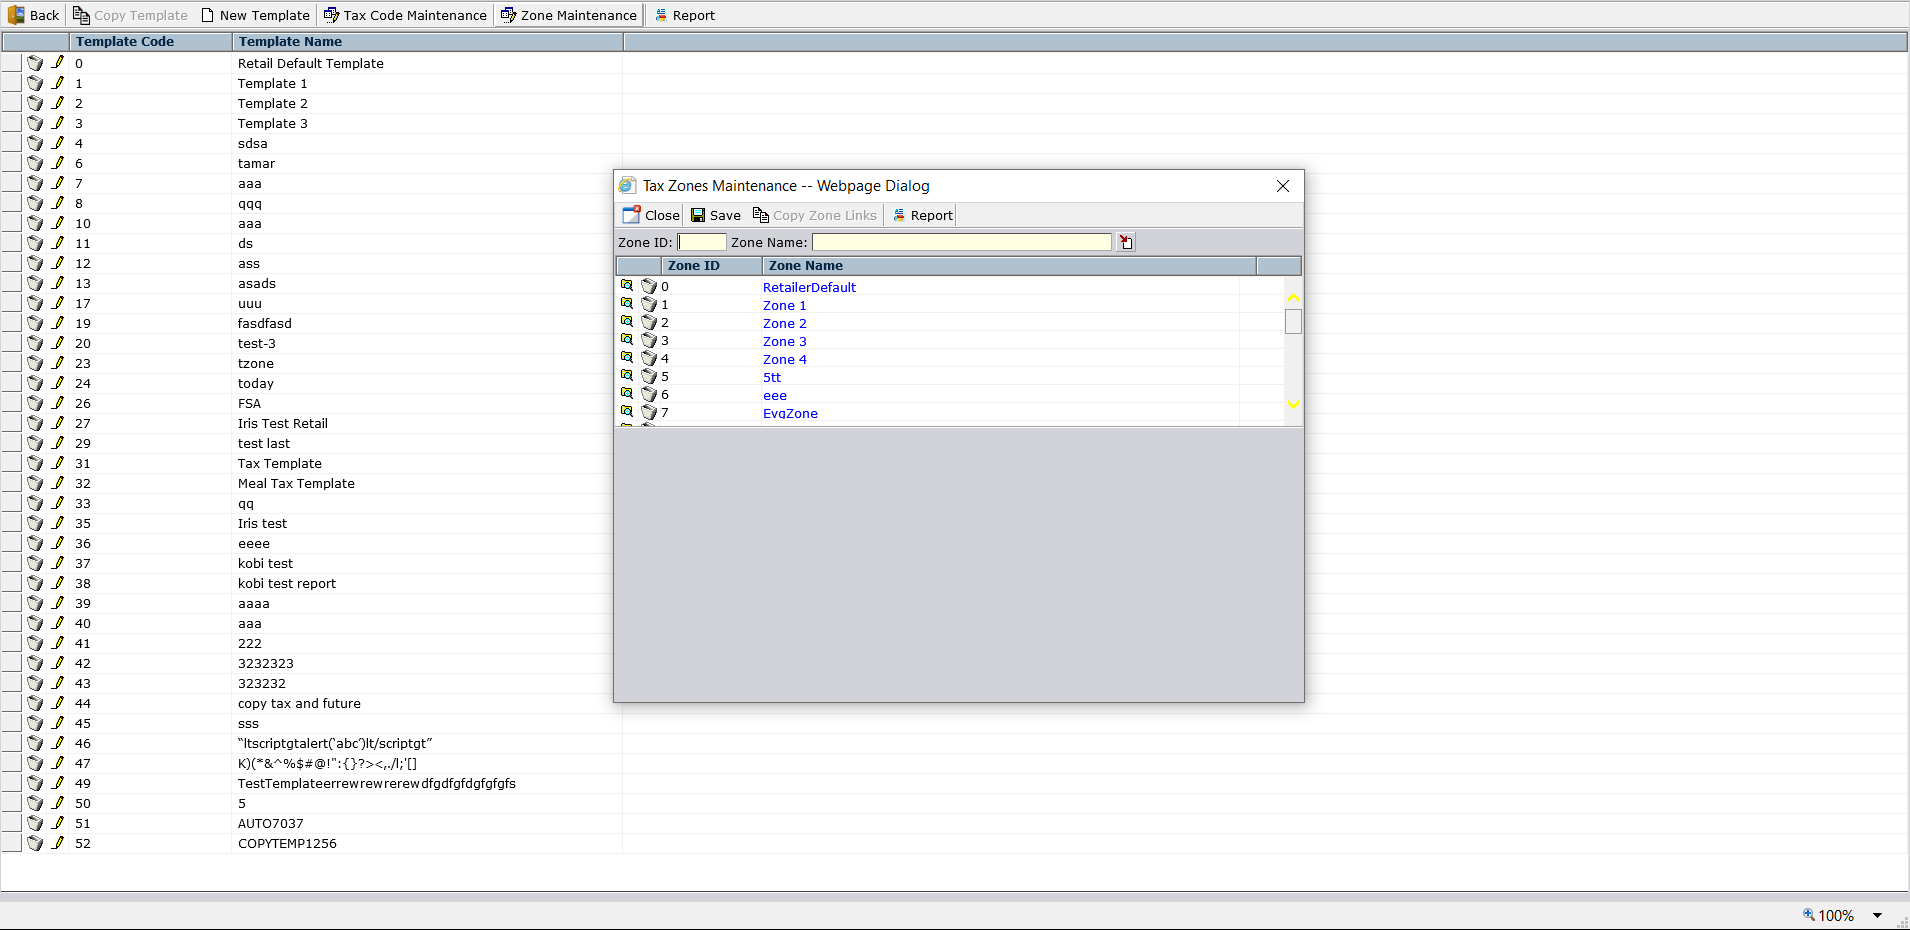 Back Copy Template New Template Tax Code Maintenance Zone Maintenance Report
Template Code Template Name
0 Retail Default Template
1 Template 1
2 Template 2
3 Template 3
4 sdsa
6 tamar
7 aaa
8 qqq
10 aaa
11 ds
12 ass
13 asads
17 uuu
19 fasdfasd
20 test-3
23 tzone
24 today
26 FSA
27 Iris Test Retail
29 test last
31 Tax Template
32 Meal Tax Template
33 qq
35 Iris test
36 eeee
37 kobi test
38 kobi test report
39 aaaa
40 aaa
41 222
42 3232323
43 323232
44 copy tax and future
45 sss
46 “ltscriptgtalert(‘abc’)lt/scriptgt”
47 K)(*&^%$#@!":{}?><,./l;'[]
49 TestTemplateerrewrewrerewdfgdfgfdgfgfgfs
50 5
51 AUTO7037
52 COPYTEMP1256
Tax Zones Maintenance -- Webpage Dialog
Close Save Copy Zone Links Report
Zone ID: Zone Name:
Zone ID Zone Name
0 RetailerDefault
1 Zone 1
2 Zone 2
3 Zone 3
4 Zone 4
5 5tt
6 eee
7 EvgZone
100%